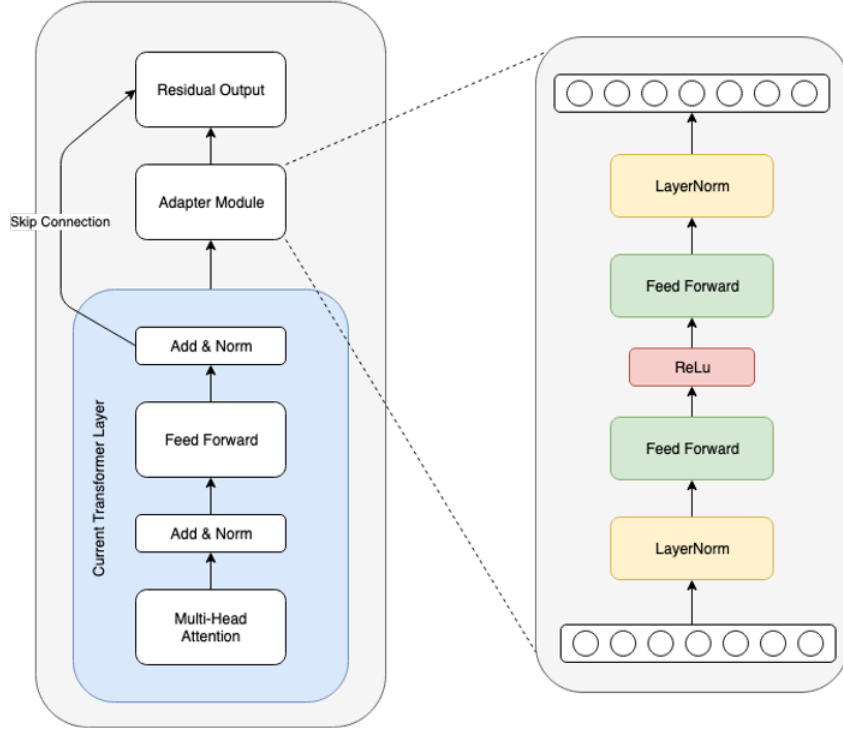 Residual Output
Adapter Module
Skip Connection
Add & Norm
Feed Forward
Add & Norm
Multi-Head
Attention
Current Transformer Layer
LayerNorm
Feed Forward
ReLu
Feed Forward
LayerNorm